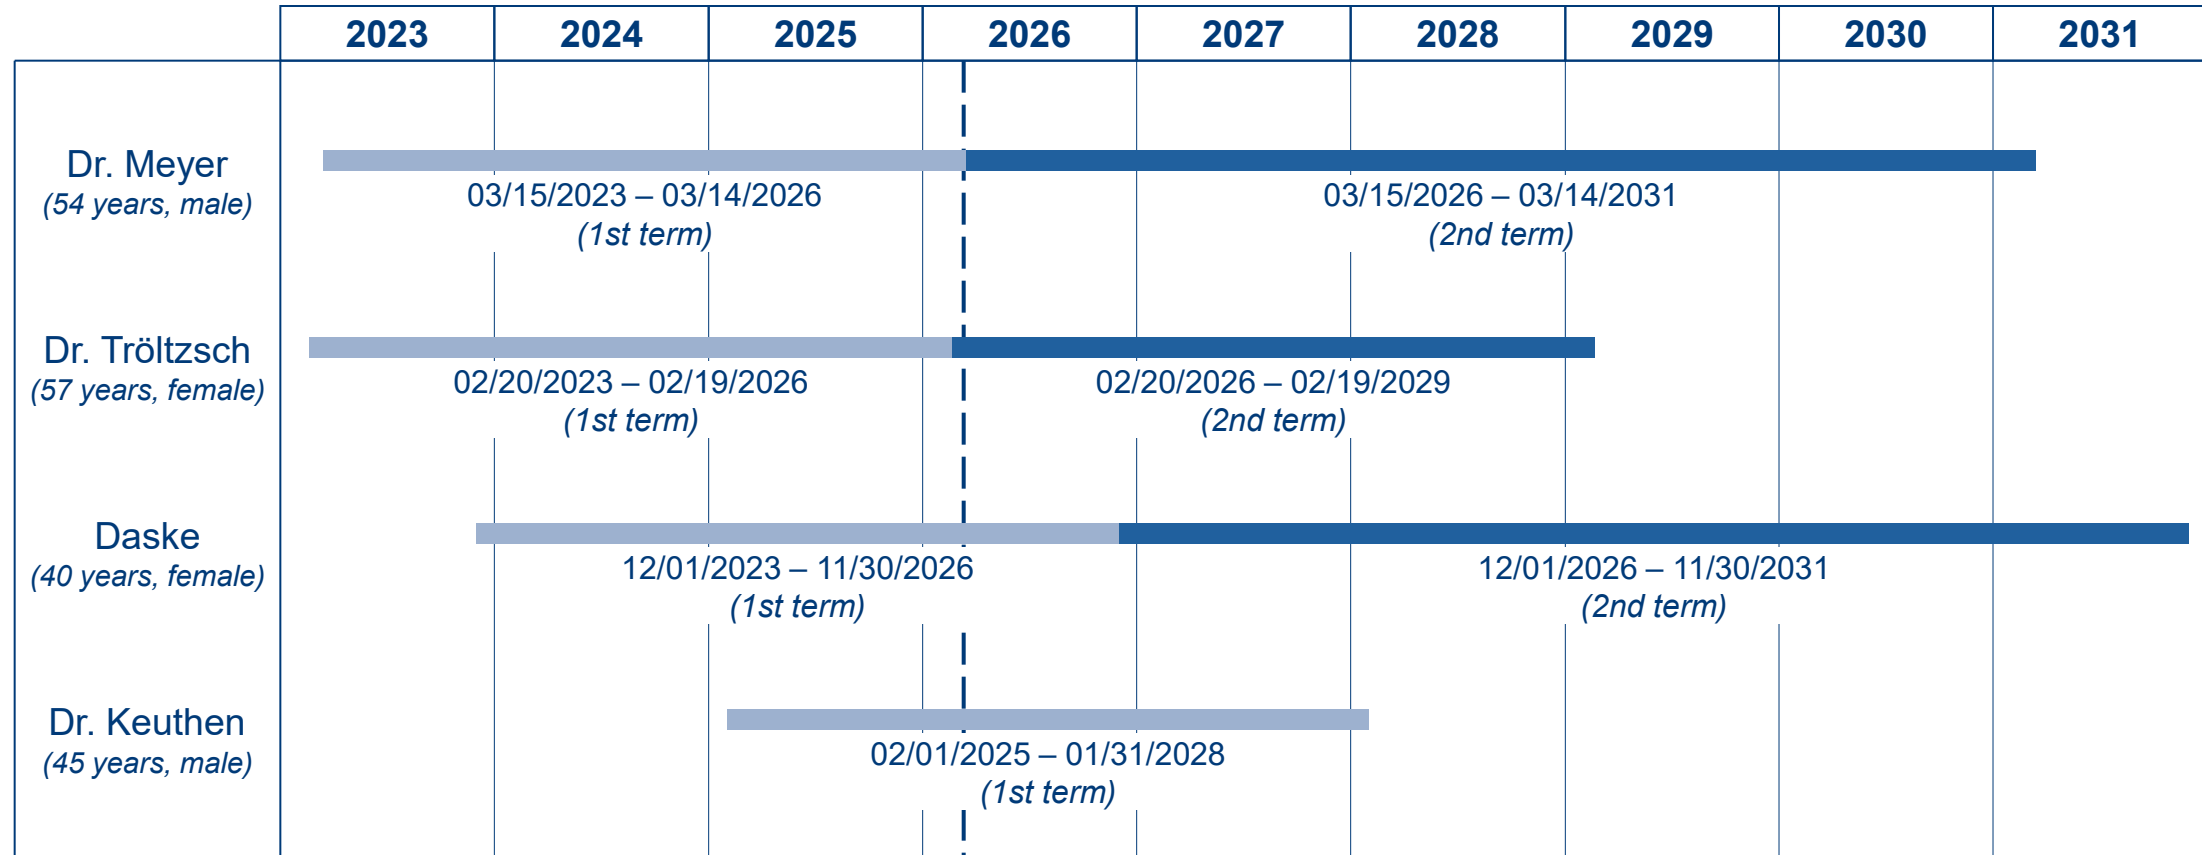 2023 2024 2025 2026 2027 2028 2029 2030 2031
Dr. Meyer
(54 years, male)
03/15/2023 – 03/14/2026
(1st term)
03/15/2026 – 03/14/2031
(2nd term)
Dr. Tröltzsch
(57 years, female)
02/20/2023 – 02/19/2026
(1st term)
02/20/2026 – 02/19/2029
(2nd term)
Daske
(40 years, female)
12/01/2023 – 11/30/2026
(1st term)
12/01/2026 – 11/30/2031
(2nd term)
Dr. Keuthen
(45 years, male)
02/01/2025 – 01/31/2028
(1st term)